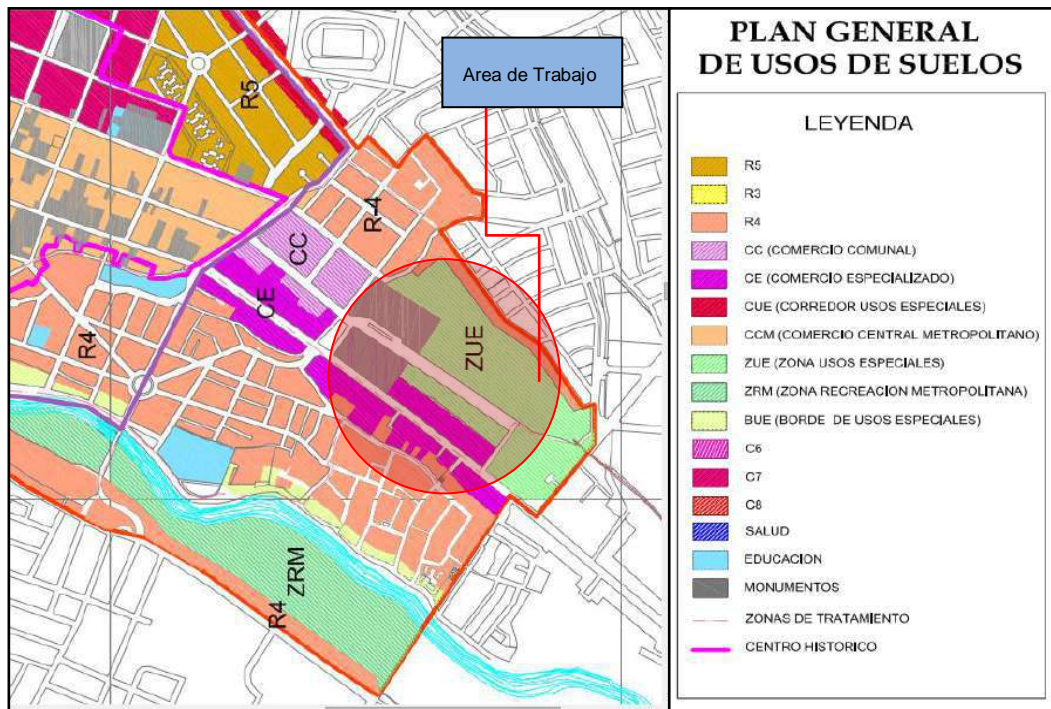 Area de Trabajo
R5
R-4
CC
CE
ZUE
R4
ZRM
R4
PLAN GENERAL
DE USOS DE SUELOS
LEYENDA
R5
R3
R4
CC (COMERCIO COMUNAL)
CE (COMERCIO ESPECIALIZADO)
CUE (CORREDOR USOS ESPECIALES)
CCM (COMERCIO CENTRAL METROPOLITANO)
ZUE (ZONA USOS ESPECIALES)
ZRM (ZONA RECREACION METROPOLITANA)
BUE (BORDE DE USOS ESPECIALES)
C6
C7
C8
SALUD
EDUCACION
MONUMENTOS
ZONAS DE TRATAMIENTO
CENTRO HISTORICO